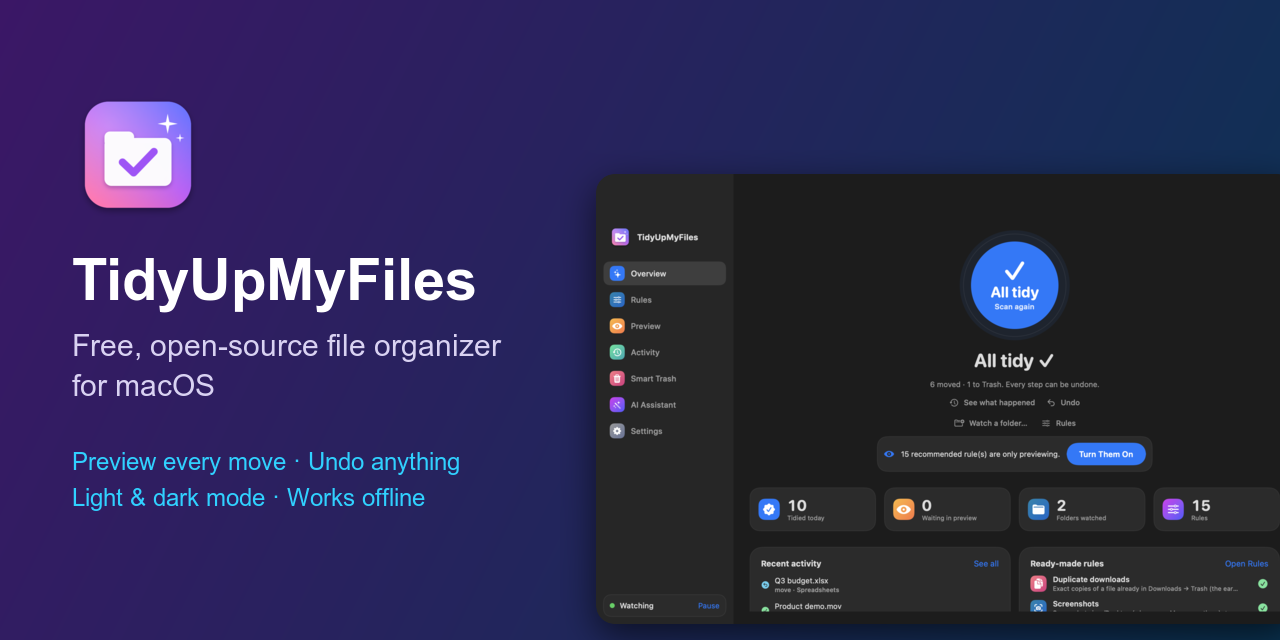 TidyUpMyFiles
Free, open-source file organizer
for macOS
Preview every move · Undo anything
Light & dark mode · Works offline
TidyUpMyFiles
Overview
Rules
Preview
Activity
Smart Trash
AI Assistant
Settings
Watching Pause
All tidy
Scan again
All tidy ✓
6 moved · 1 to Trash. Every step can be undone.
See what happened Undo
Watch a folder... Rules
15 recommended rule(s) are only previewing. Turn Them On
10
Tidied today
0
Waiting in preview
2
Folders watched
15
Rules
Recent activity See all
Q3 budget.xlsx
move · Spreadsheets
Product demo.mov
Ready-made rules Open Rules
Duplicate downloads
Exact copies of a file already in Downloads → Trash (the ear...
Screenshots